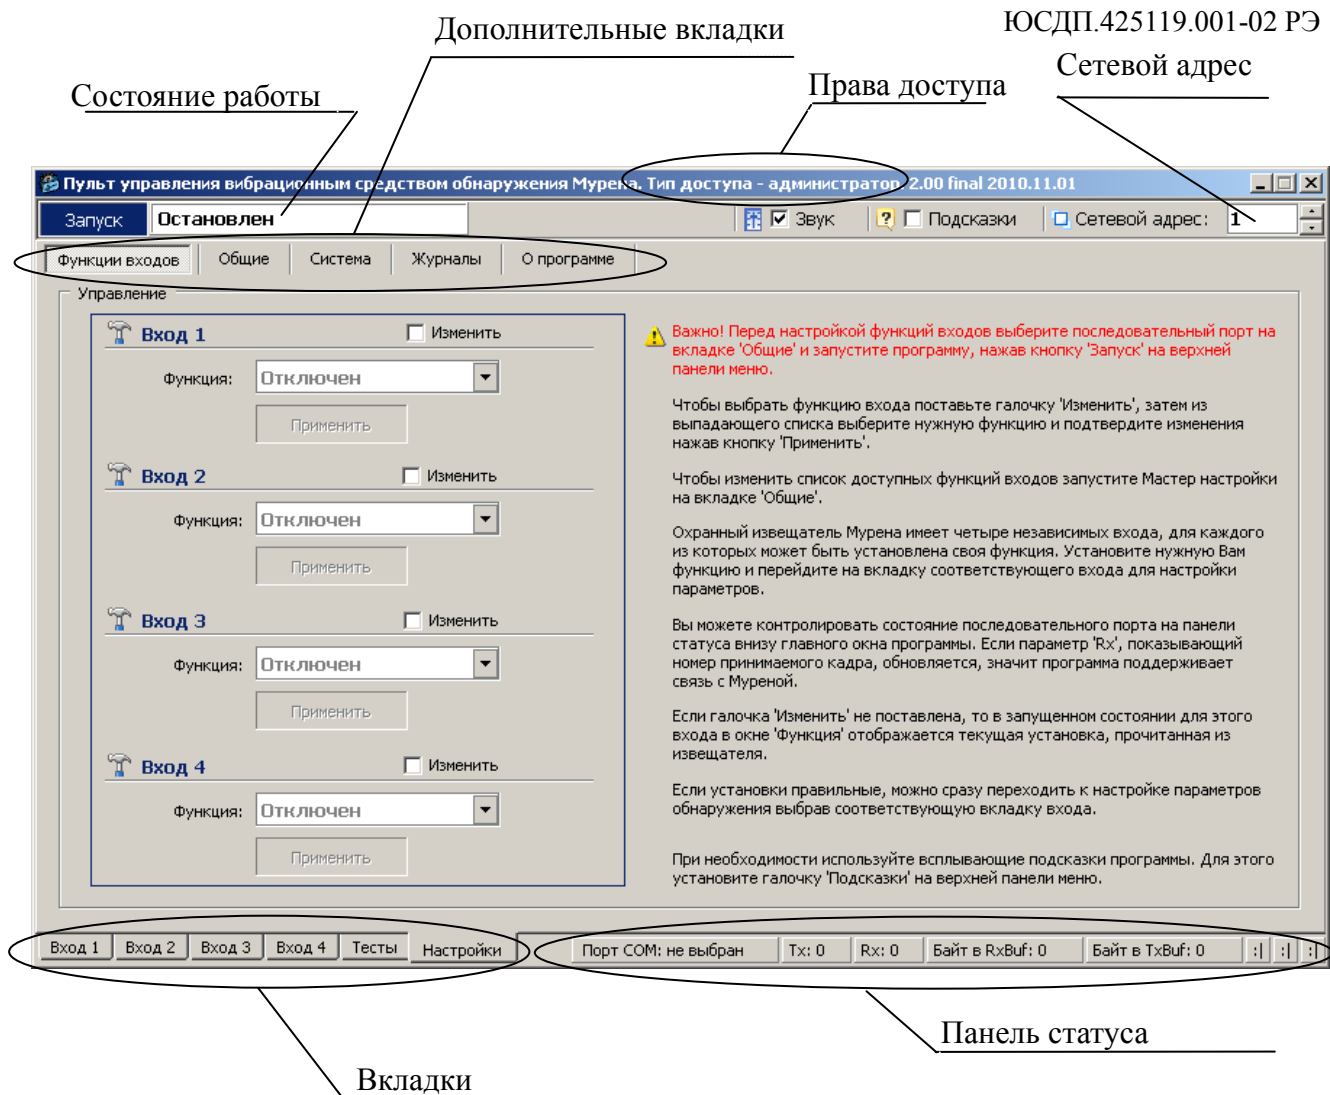 ЮСДП.425119.001-02 РЭ
Дополнительные вкладки
Сетевой адрес
Права доступа
Состояние работы
Пульт управления вибрационным средством обнаружения Мурена. Тип доступа - администратор. 2.00 final 2010.11.01
Запуск
Остановлен
Звук
Подсказки
Сетевой адрес:
1
Функции входов
Общие
Система
Журналы
О программе
Управление
Вход 1
Изменить
Функция:
Отключен
Применить
Вход 2
Изменить
Функция:
Отключен
Применить
Вход 3
Изменить
Функция:
Отключен
Применить
Вход 4
Изменить
Функция:
Отключен
Применить
Важно! Перед настройкой функций входов выберите последовательный порт на
вкладке 'Общие' и запустите программу, нажав кнопку 'Запуск' на верхней
панели меню.
Чтобы выбрать функцию входа поставьте галочку 'Изменить', затем из
выпадающего списка выберите нужную функцию и подтвердите изменения
нажав кнопку 'Применить'.
Чтобы изменить список доступных функций входов запустите Мастер настройки
на вкладке 'Общие'.
Охранный извещатель Мурена имеет четыре независимых входа, для каждого
из которых может быть установлена своя функция. Установите нужную Вам
функцию и перейдите на вкладку соответствующего входа для настройки
параметров.
Вы можете контролировать состояние последовательного порта на панели
статуса внизу главного окна программы. Если параметр 'Rx', показывающий
номер принимаемого кадра, обновляется, значит программа поддерживает
связь с Муреной.
Если галочка 'Изменить' не поставлена, то в запущенном состоянии для этого
входа в окне 'Функция' отображается текущая установка, прочитанная из
извещателя.
Если установки правильные, можно сразу переходить к настройке параметров
обнаружения выбрав соответствующую вкладку входа.
При необходимости используйте всплывающие подсказки программы. Для этого
установите галочку 'Подсказки' на верхней панели меню.
Вход 1
Вход 2
Вход 3
Вход 4
Тесты
Настройки
Порт COM: не выбран
Tx: 0
Rx: 0
Байт в RxBuf: 0
Байт в TxBuf: 0
:|
:|
:|
Панель статуса
Вкладки